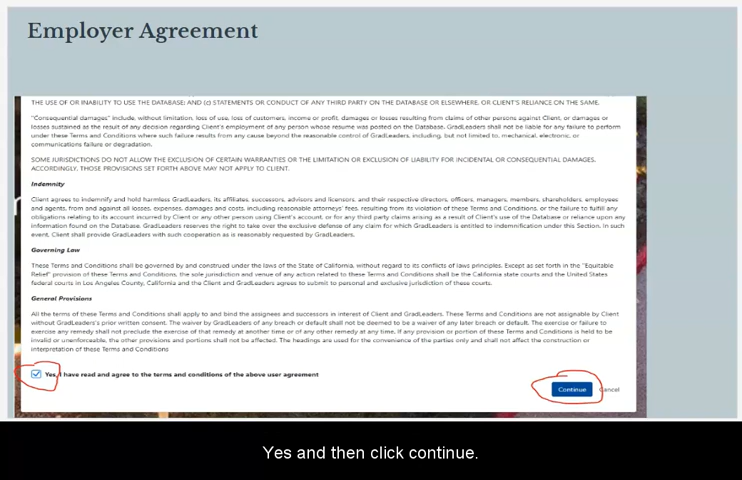 Employer Agreement
THE USE OF OR INABILITY TO USE THE DATABASE; AND (c) STATEMENTS OR CONDUCT OF ANY THIRD PARTY ON THE DATABASE OR ELSEWHERE, OR CLIENT'S RELIANCE ON THE SAME.
"Consequential damages" include, without limitation, loss of use, loss of customers, income or profit, damages or losses resulting from claims of other persons against Client, or damages or
losses sustained as the result of any decision regarding Client's employment of any person whose resume was posted on the Database. GradLeaders shall not be liable for any failure to perform
under these Terms and Conditions where such failure results from any cause beyond the reasonable control of GradLeaders, including, but not limited to, mechanical, electronic, or
communications failure or degradation.
SOME JURISDICTIONS DO NOT ALLOW THE EXCLUSION OF CERTAIN WARRANTIES OR THE LIMITATION OR EXCLUSION OF LIABILITY FOR INCIDENTAL OR CONSEQUENTIAL DAMAGES.
ACCORDINGLY, THOSE PROVISIONS SET FORTH ABOVE MAY NOT APPLY TO CLIENT.
Indemnity
Client agrees to indemnify and hold harmless GradLeaders, its affiliates, successors, advisors and licensors, and their respective directors, officers, managers, members, shareholders, employees
and agents, from and against all losses, expenses, damages and costs, including reasonable attorneys' fees, resulting from its violation of these Terms and Conditions, or the failure to fulfill any
obligations relating to its account incurred by Client or any other person using Client's account, or for any third party claims arising as a result of Client's use of the Database or reliance upon any
information found on the Database. GradLeaders reserves the right to take over the exclusive defense of any claim for which GradLeaders is entitled to indemnification under this Section. In such
event, Client shall provide GradLeaders with such cooperation as is reasonably requested by GradLeaders.
Governing Law
These Terms and Conditions shall be governed by and construed under the laws of the State of California, without regard to its conflicts of laws principles. Except as set forth in the "Equitable
Relief" provision of these Terms and Conditions, the sole jurisdiction and venue of any action related to these Terms and Conditions shall be the California state courts and the United States
federal courts in Los Angeles County, California and the Client and GradLeaders agrees to submit to personal and exclusive jurisdiction of these courts.
General Provisions
All the terms of these Terms and Conditions shall apply to and bind the assignees and successors in interest of Client and GradLeaders. These Terms and Conditions are not assignable by Client
without GradLeaders's prior written consent. The waiver by GradLeaders of any breach or default shall not be deemed to be a waiver of any later breach or default. The exercise or failure to
exercise any remedy shall not preclude the exercise of that remedy at another time or of any other remedy at any time. If any provision or portion of these Terms and Conditions is held to be
invalid or unenforceable, the other provisions and portions shall not be affected. The headings are used for the convenience of the parties only and shall not affect the construction or
interpretation of these Terms and Conditions
Yes, I have read and agree to the terms and conditions of the above user agreement
Continue Cancel
Yes and then click continue.